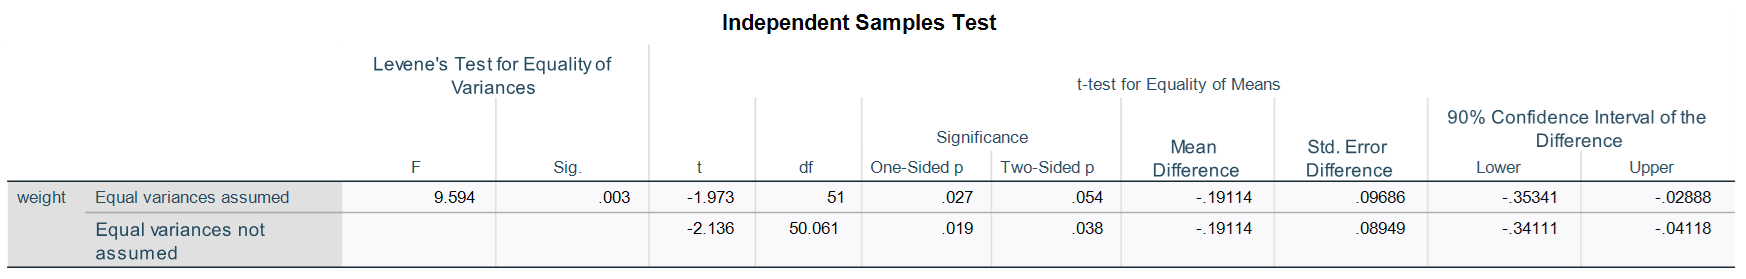 Independent Samples Test
Levene's Test for Equality of
Variances
t-test for Equality of Means
F
Sig.
t
df
Significance
One-Sided p
Two-Sided p
Mean
Difference
Std. Error
Difference
90% Confidence Interval of the
Difference
Lower
Upper
weight
Equal variances assumed
9.594
.003
-1.973
51
.027
.054
-.19114
.09686
-.35341
-.02888
Equal variances not
assumed
-2.136
50.061
.019
.038
-.19114
.08949
-.34111
-.04118